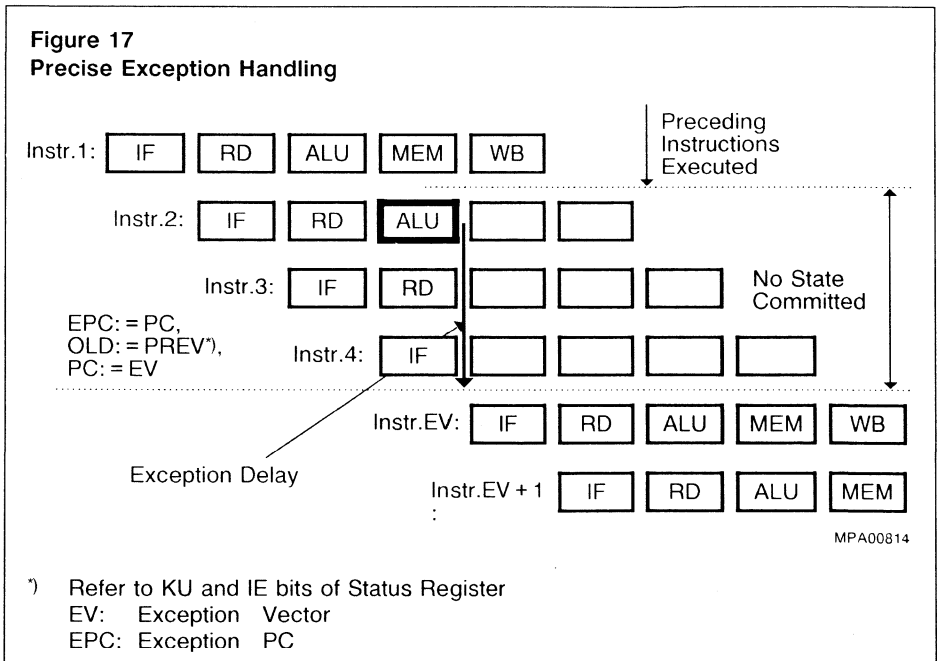 Figure 17
Precise Exception Handling
Preceding
Instructions
Executed
Instr.1: IF RD ALU MEM WB
Instr.2: IF RD ALU
Instr.3: IF RD
No State
Committed
EPC: = PC,
OLD: = PREV*),
PC: = EV
Instr.4: IF
Instr.EV: IF RD ALU MEM WB
Exception Delay
Instr.EV + 1 IF RD ALU MEM
:
MPA00814
*) Refer to KU and IE bits of Status Register
EV: Exception Vector
EPC: Exception PC